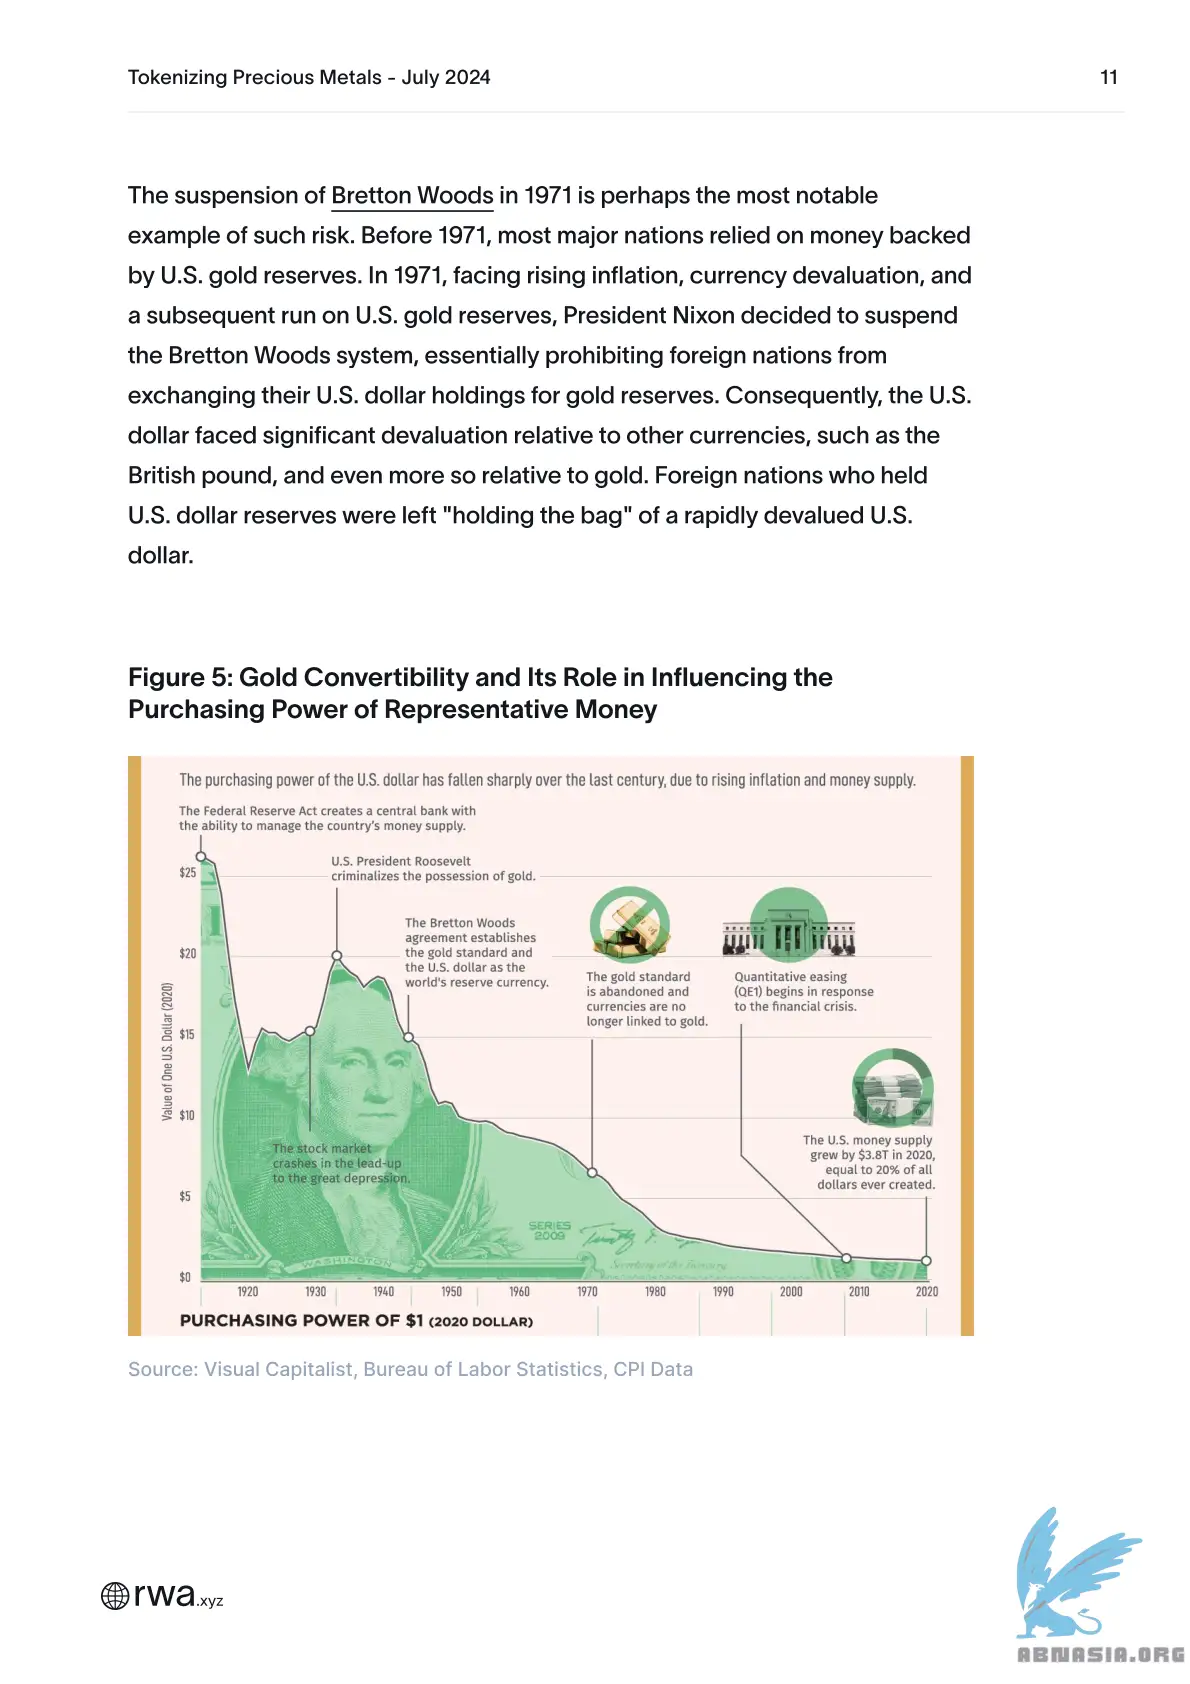 Tokenizing Precious Metals - July 2024
11
The suspension of Bretton Woods in 1971 is perhaps the most notable
example of such risk. Before 1971, most major nations relied on money backed
by U.S. gold reserves. In 1971, facing rising inflation, currency devaluation, and
a subsequent run on U.S. gold reserves, President Nixon decided to suspend
the Bretton Woods system, essentially prohibiting foreign nations from
exchanging their U.S. dollar holdings for gold reserves. Consequently, the U.S.
dollar faced significant devaluation relative to other currencies, such as the
British pound, and even more so relative to gold. Foreign nations who held
U.S. dollar reserves were left "holding the bag" of a rapidly devalued U.S.
dollar.
Figure 5: Gold Convertibility and Its Role in Influencing the
Purchasing Power of Representative Money
The purchasing power of the U.S. dollar has fallen sharply over the last century, due to rising inflation and money supply.
The Federal Reserve Act creates a central bank with
the ability to manage the country's money supply.
U.S. President Roosevelt
criminalizes the possession of gold.
The Bretton Woods
agreement establishes
the gold standard and
the U.S. dollar as the
world's reserve currency.
The gold standard
is abandoned and
currencies are no
longer linked to gold.
Quantitative easing
(QE1) begins in response
to the financial crisis.
The U.S. money supply
grew by $3.8T in 2020,
equal to 20% of all
dollars ever created.
The stock market
crashes in the lead-up
to the great depression.
Value of One U.S. Dollar (2020)
$25
$20
$15
$10
$5
$0
SERIES
2009
Secretary of the Treasury
WASHINGTON
1920 1930 1940 1950 1960 1970 1980 1990 2000 2010 2020
PURCHASING POWER OF $1 (2020 DOLLAR)
Source: Visual Capitalist, Bureau of Labor Statistics, CPI Data
rwa.xyz
ABNASIA.ORG